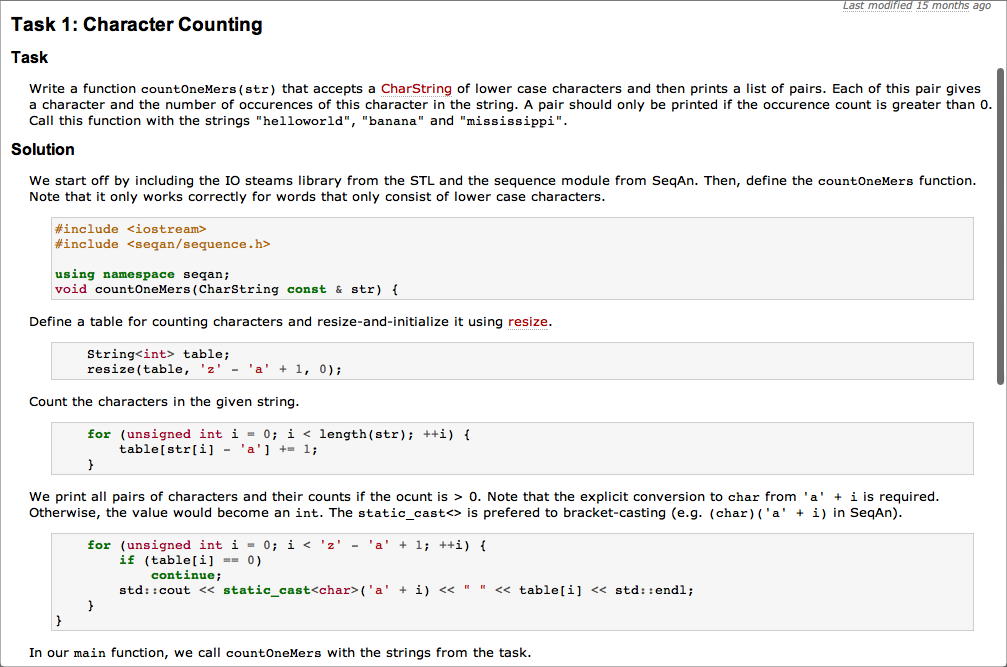 Last modified 15 months ago
Task 1: Character Counting
Task
Write a function countOneMers(str) that accepts a CharString of lower case characters and then prints a list of pairs. Each of this pair gives
a character and the number of occurences of this character in the string. A pair should only be printed if the occurence count is greater than 0.
Call this function with the strings "helloworld", "banana" and "mississippi".
Solution
We start off by including the IO steams library from the STL and the sequence module from SeqAn. Then, define the countOneMers function.
Note that it only works correctly for words that only consist of lower case characters.
#include <iostream>
#include <seqan/sequence.h>
using namespace seqan;
void countOneMers(CharString const & str) {
Define a table for counting characters and resize-and-initialize it using resize.
String<int> table;
resize(table, 'z' - 'a' + 1, 0);
Count the characters in the given string.
for (unsigned int i = 0; i < length(str); ++i) {
table[str[i] - 'a'] += 1;
}
We print all pairs of characters and their counts if the ocunt is > 0. Note that the explicit conversion to char from 'a' + i is required.
Otherwise, the value would become an int. The static_cast<> is prefered to bracket-casting (e.g. (char)('a' + i) in SeqAn).
for (unsigned int i = 0; i < 'z' - 'a' + 1; ++i) {
if (table[i] == 0)
continue;
std::cout << static_cast<char>('a' + i) << " " << table[i] << std::endl;
}
}
In our main function, we call countOneMers with the strings from the task.